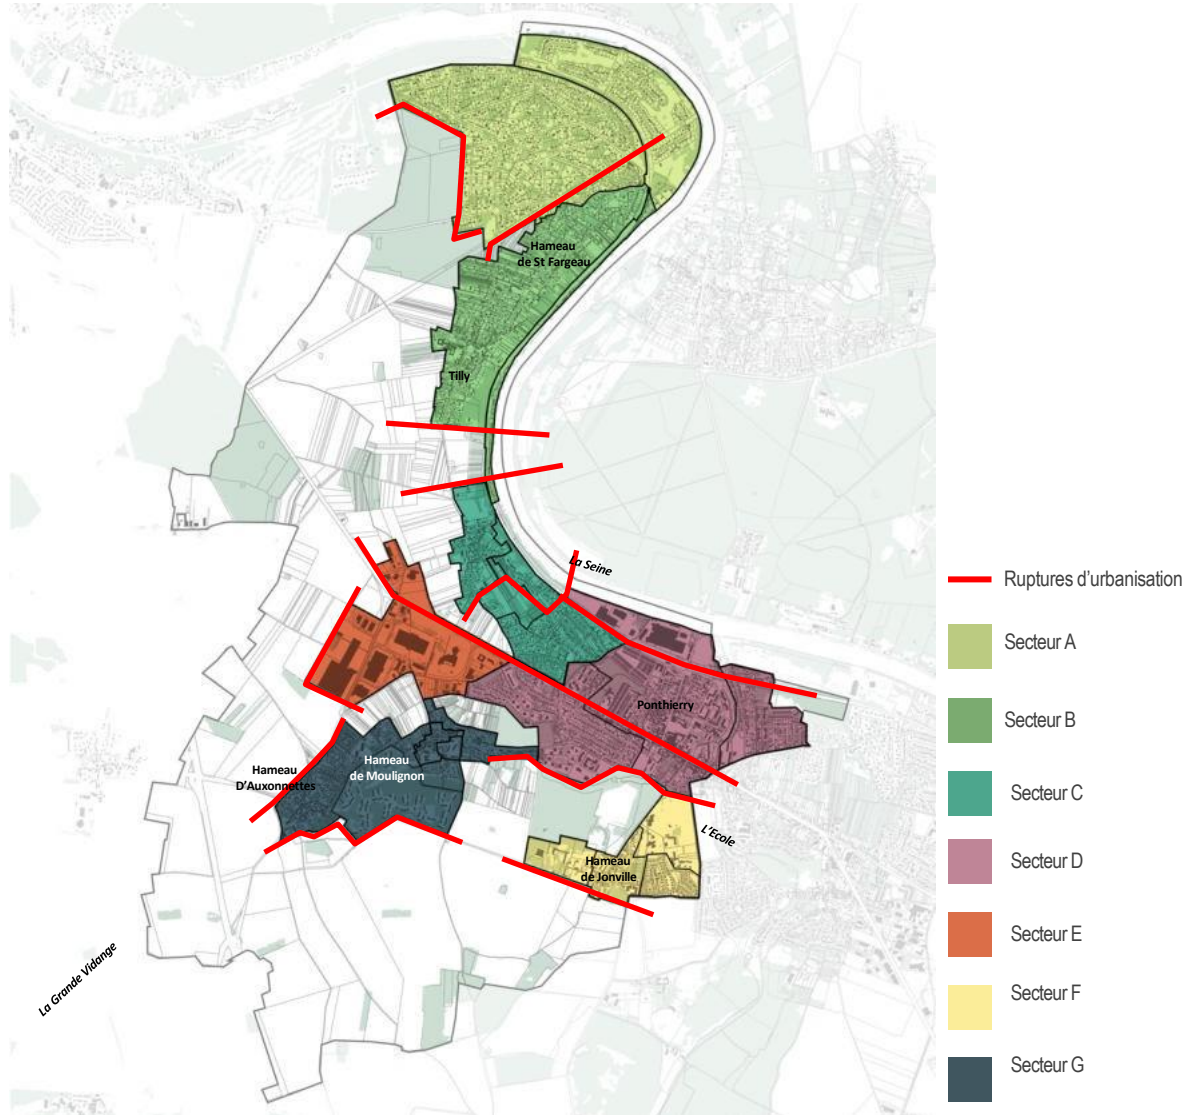 Hameau
de St Fargeau
Tilly
La Seine
Ponthierry
Hameau
D'Auxonnettes
Hameau
de Moulignon
L'Ecole
Hameau
de Jonville
La Grande Vidange
Ruptures d'urbanisation
Secteur A
Secteur B
Secteur C
Secteur D
Secteur E
Secteur F
Secteur G